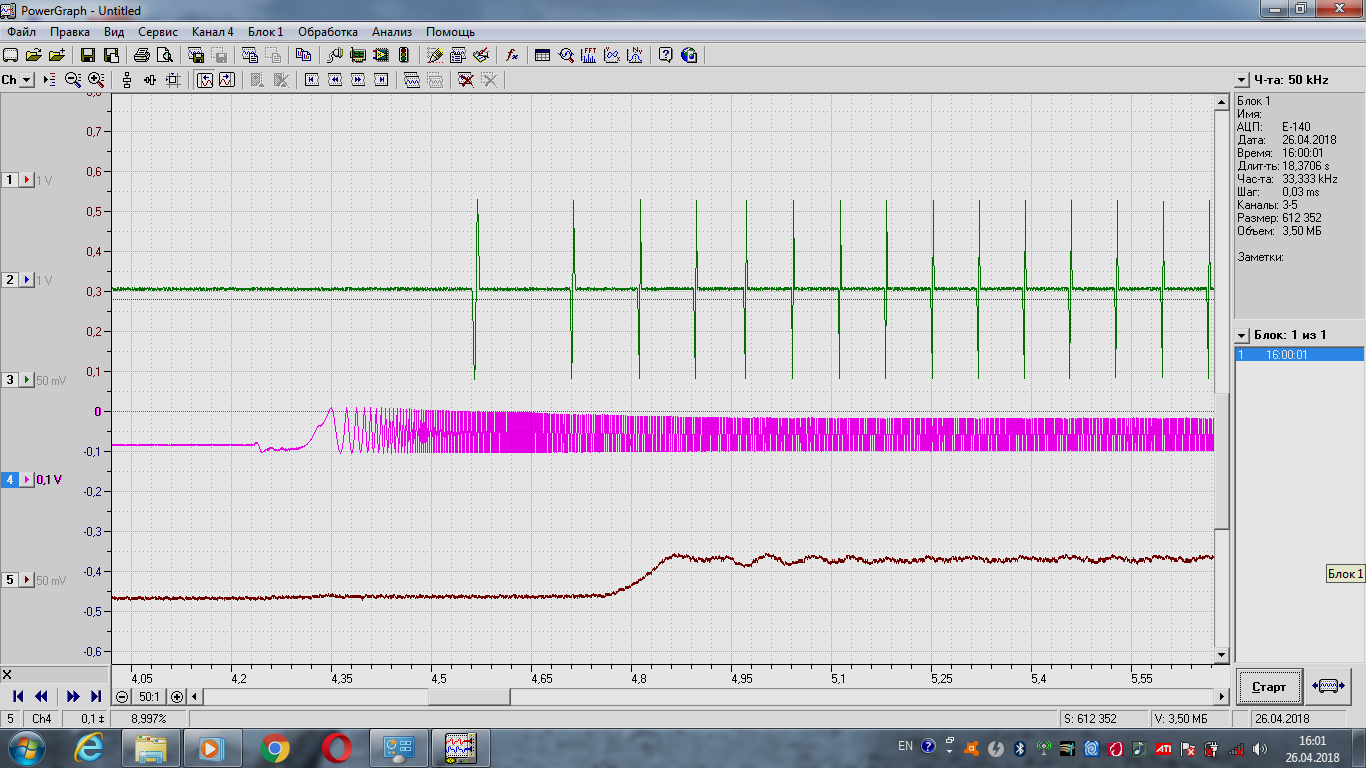 PowerGraph - Untitled
Файл Правка Вид Сервис Канал 4 Блок 1 Обработка Анализ Помощь
Ch
Ч-та: 50 kHz
Блок 1
Имя:
АЦП: E-140
Дата: 26.04.2018
Время: 16:00:01
Длит-ть: 18,3706 s
Час-та: 33,333 kHz
Шаг: 0,03 ms
Каналы: 3-5
Размер: 612 352
Объем: 3,50 МБ
Заметки:
Блок: 1 из 1
1 16:00:01
Блок 1
Старт
1 1 V
2 1 V
3 50 mV
4 0,1 V
5 50 mV
0,8
0,7
0,6
0,5
0,4
0,3
0,2
0,1
0
-0,1
-0,2
-0,3
-0,4
-0,5
-0,6
4,05 4,2 4,35 4,5 4,65 4,8 4,95 5,1 5,25 5,4 5,55
X
50:1
5 Ch4 0,1 ‡ 8,997% S: 612 352 V: 3,50 МБ 26.04.2018
EN
16:01
26.04.2018